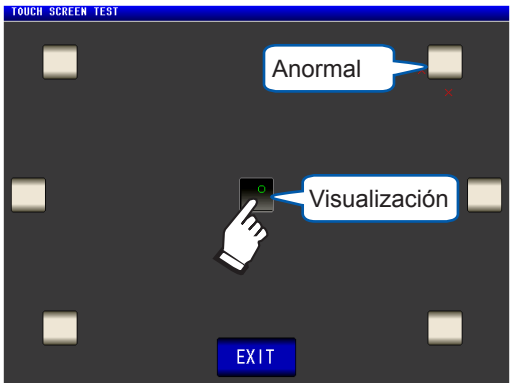 TOUCH SCREEN TEST
Anormal
×
○
Visualización
EXIT